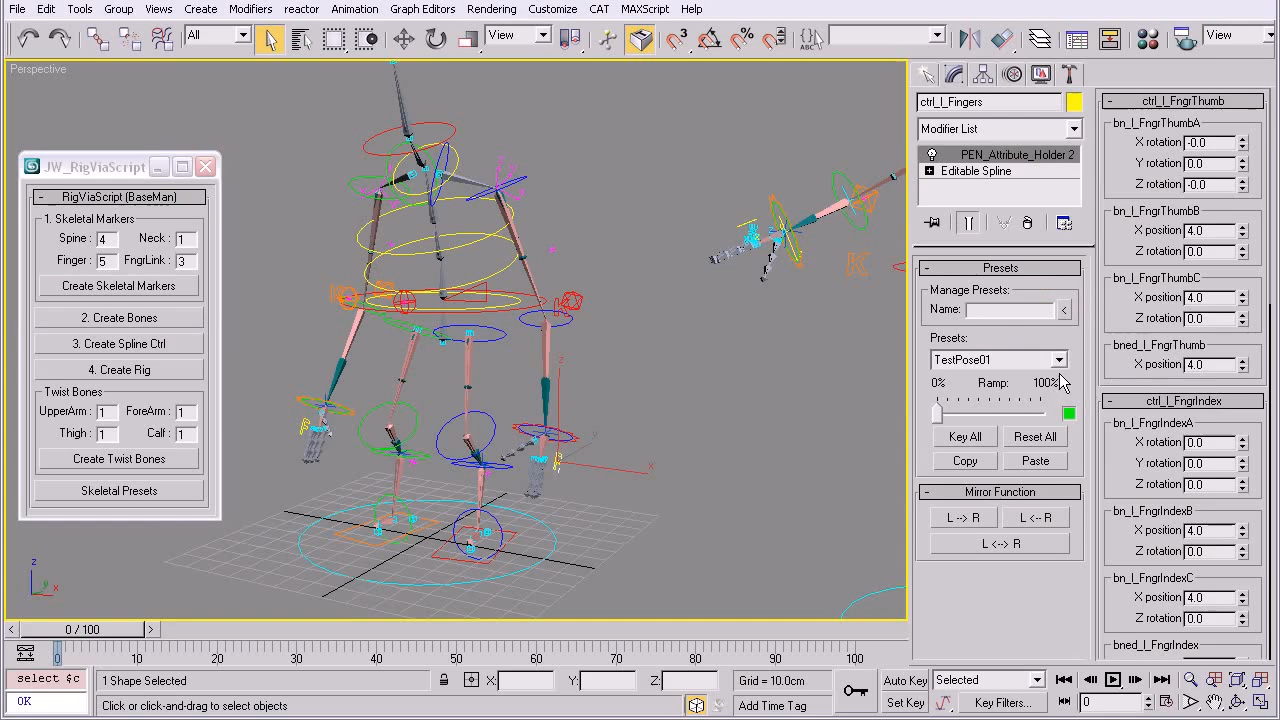 File Edit Tools Group Views Create Modifiers reactor Animation Graph Editors Rendering Customize CAT MAXScript Help
All View View
Perspective
JW_RigViaScript
RigViaScript (BaseMan)
1. Skeletal Markers
Spine : 4 Neck : 1
Finger : 5 FngrLink : 3
Create Skeletal Markers
2. Create Bones
3. Create Spline Ctrl
4. Create Rig
Twist Bones
UpperArm : 1 ForeArm : 1
Thigh : 1 Calf : 1
Create Twist Bones
Skeletal Presets
K
F
z
x
y
z
x
ctrl_l_Fingers
Modifier List
PEN_Attribute_Holder 2
Editable Spline
Presets
Manage Presets:
Name: <
Presets:
TestPose01
0% Ramp: 100%
Key All Reset All
Copy Paste
Mirror Function
L --> R L <-- R
L <--> R
ctrl_l_FngrThumb
bn_l_FngrThumbA
X rotation -0.0
Y rotation 0.0
Z rotation -0.0
bn_l_FngrThumbB
X position 4.0
Z rotation 0.0
bn_l_FngrThumbC
X position 4.0
Z rotation 0.0
bned_l_FngrThumb
X position 4.0
ctrl_l_FngrIndex
bn_l_FngrIndexA
X rotation 0.0
Y rotation 0.0
Z rotation 0.0
bn_l_FngrIndexB
X position 4.0
Z rotation 0.0
bn_l_FngrIndexC
X position 4.0
Z rotation 0.0
bned_l_FngrIndex
< 0 / 100 >
0 10 20 30 40 50 60 70 80 90 100
select $c
OK
1 Shape Selected X: Y: Z: Grid = 10.0cm
Click or click-and-drag to select objects Add Time Tag
Auto Key Selected
Set Key Key Filters...
0